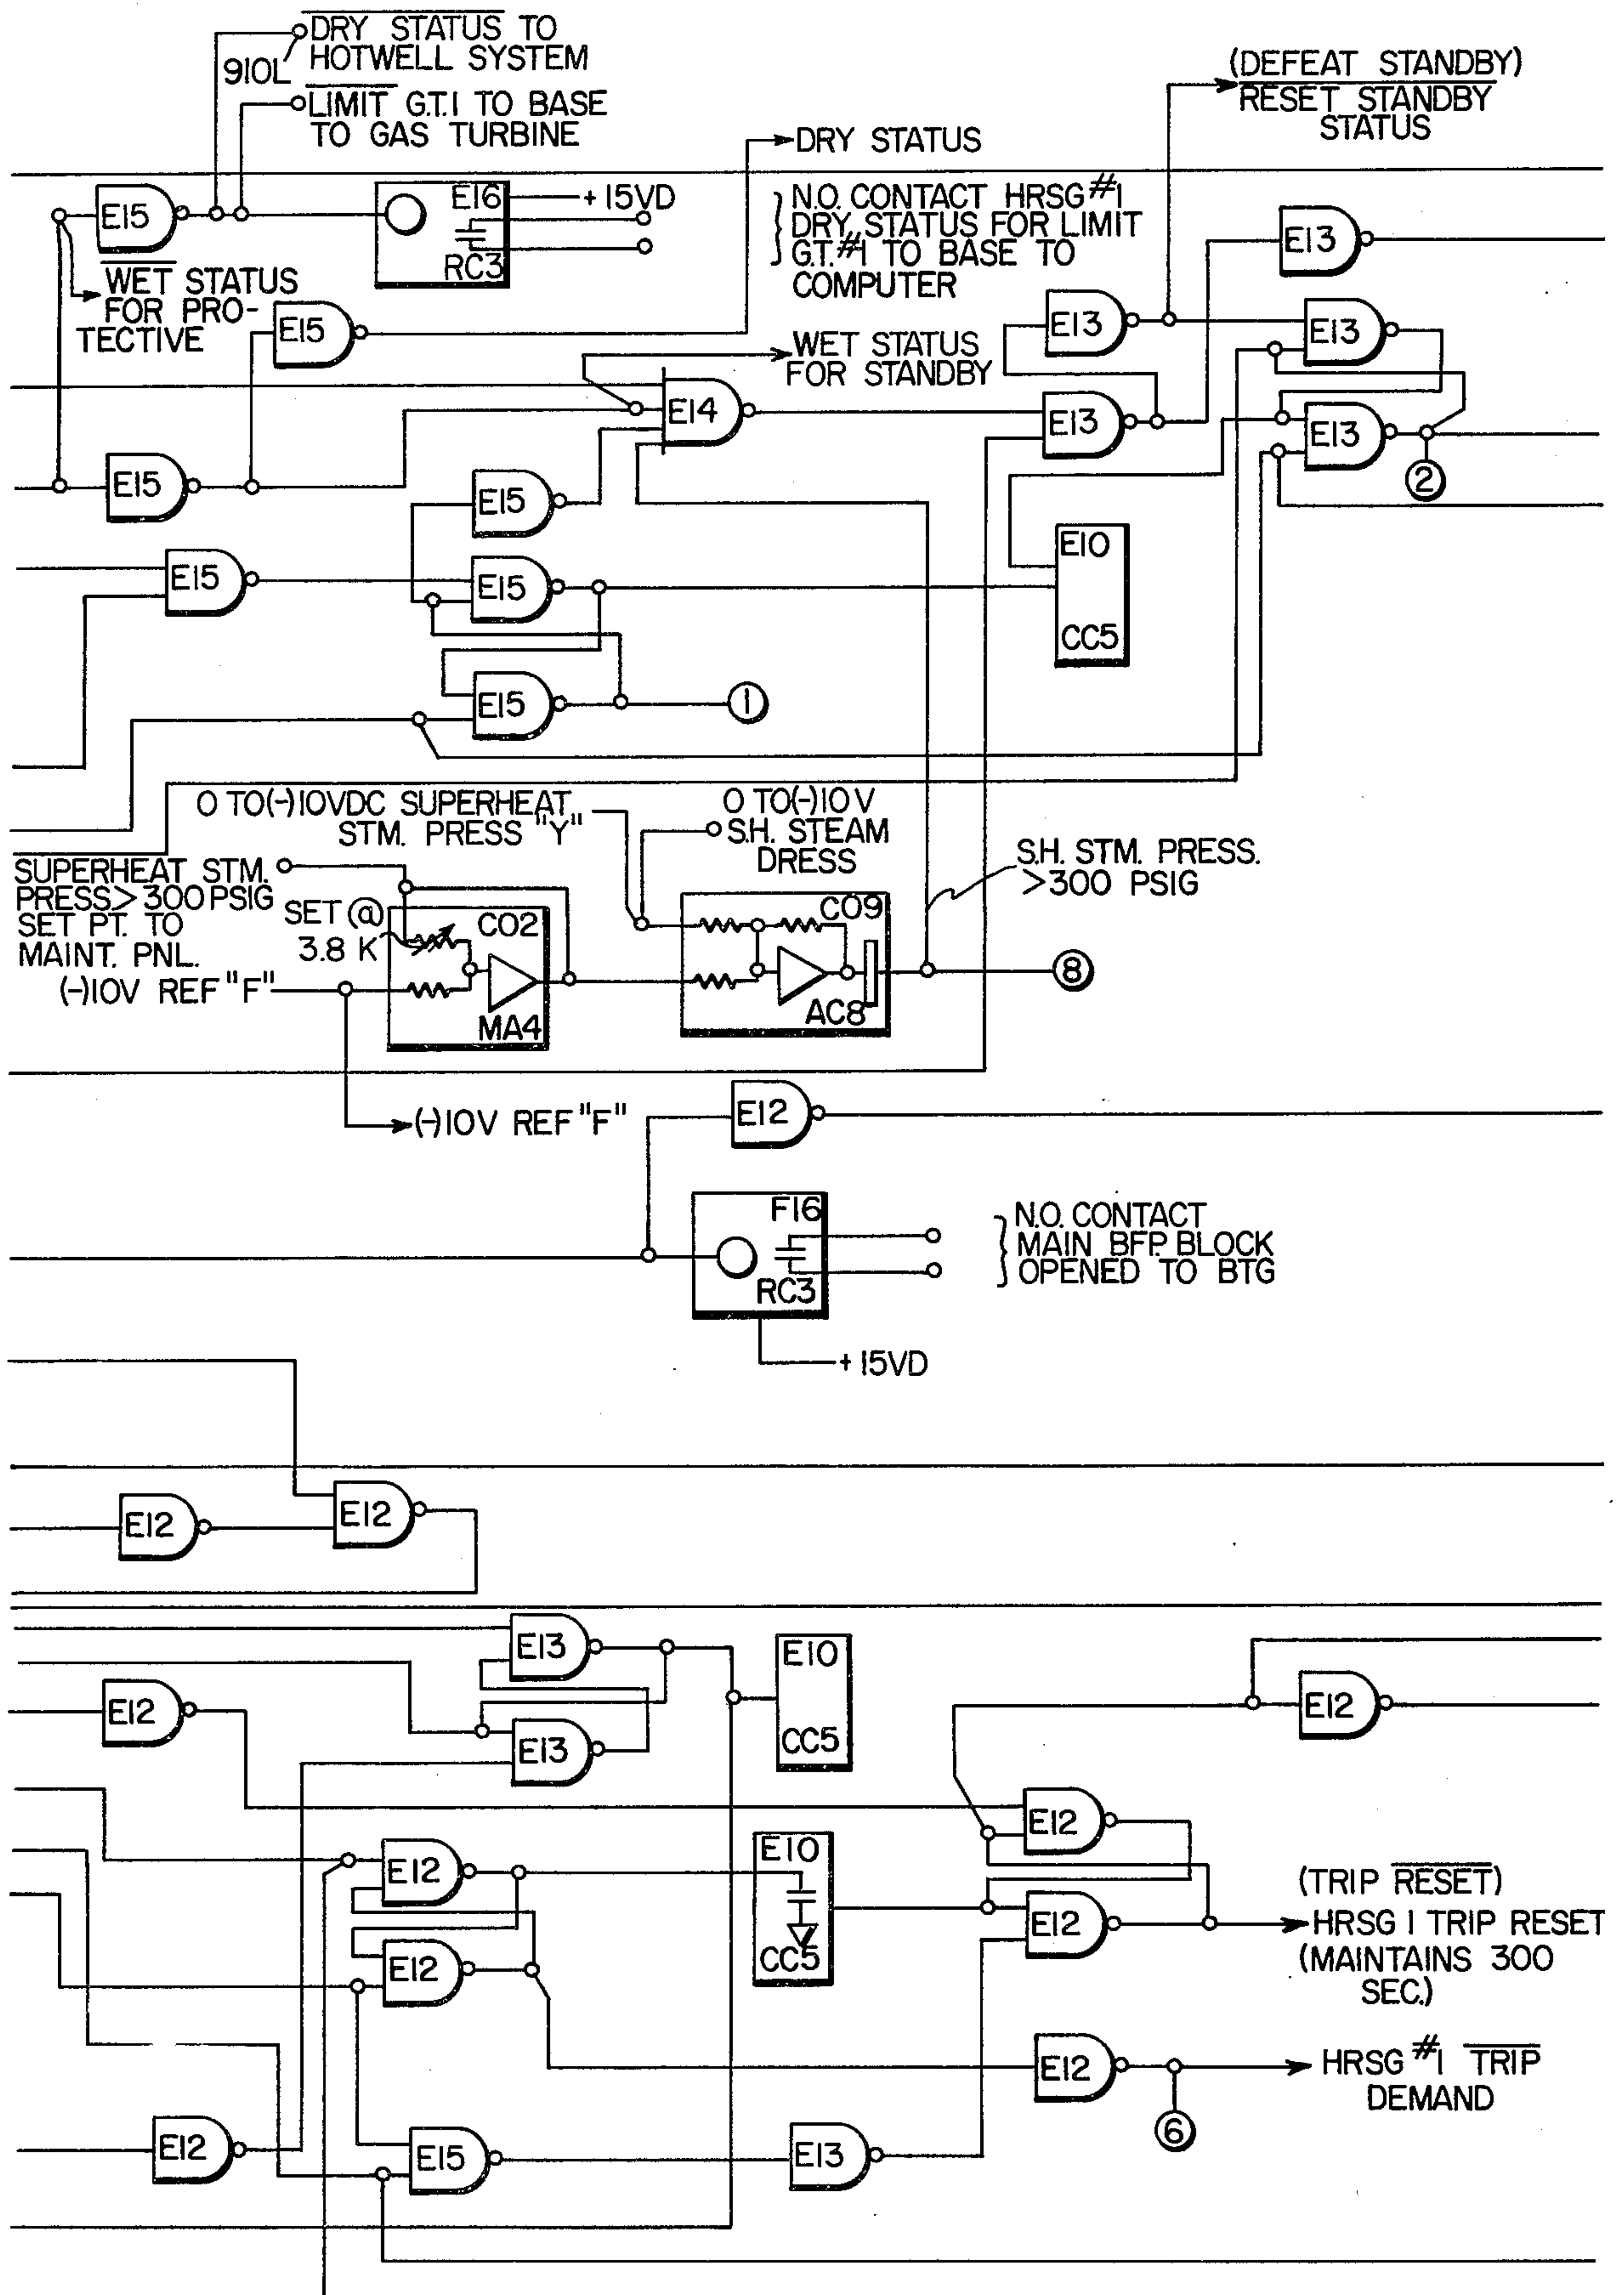 DRY STATUS TO
HOTWELL SYSTEM
910L
LIMIT G.T.1 TO BASE
TO GAS TURBINE
(DEFEAT STANDBY)
RESET STANDBY
STATUS
DRY STATUS
E15
E16
RC3
+15VD
N.O. CONTACT HRSG #1
DRY STATUS FOR LIMIT
G.T. #1 TO BASE TO
COMPUTER
E13
WET STATUS
FOR PRO-
TECTIVE
E15
E13
E13
WET STATUS
FOR STANDBY
E14
E13
E13
E15
2
E15
E15
E15
E10
CC5
E15
1
0 TO(-)10VDC SUPERHEAT
STM. PRESS "Y"
0 TO(-)10V
S.H. STEAM
DRESS
SUPERHEAT STM.
PRESS>300PSIG
SET PT. TO
MAINT. PNL.
SET @
3.8 K
C02
MA4
C09
AC8
S.H. STM. PRESS.
>300 PSIG
(-)10V REF "F"
8
(-)10V REF "F"
E12
F16
RC3
N.O. CONTACT
MAIN BFP. BLOCK
OPENED TO BTG
+15VD
E12
E12
E13
E10
CC5
E12
E13
E12
E12
E12
E10
CC5
E12
E12
(TRIP RESET)
HRSG 1 TRIP RESET
(MAINTAINS 300
SEC.)
E12
HRSG #1 TRIP
DEMAND
6
E12
E15
E13